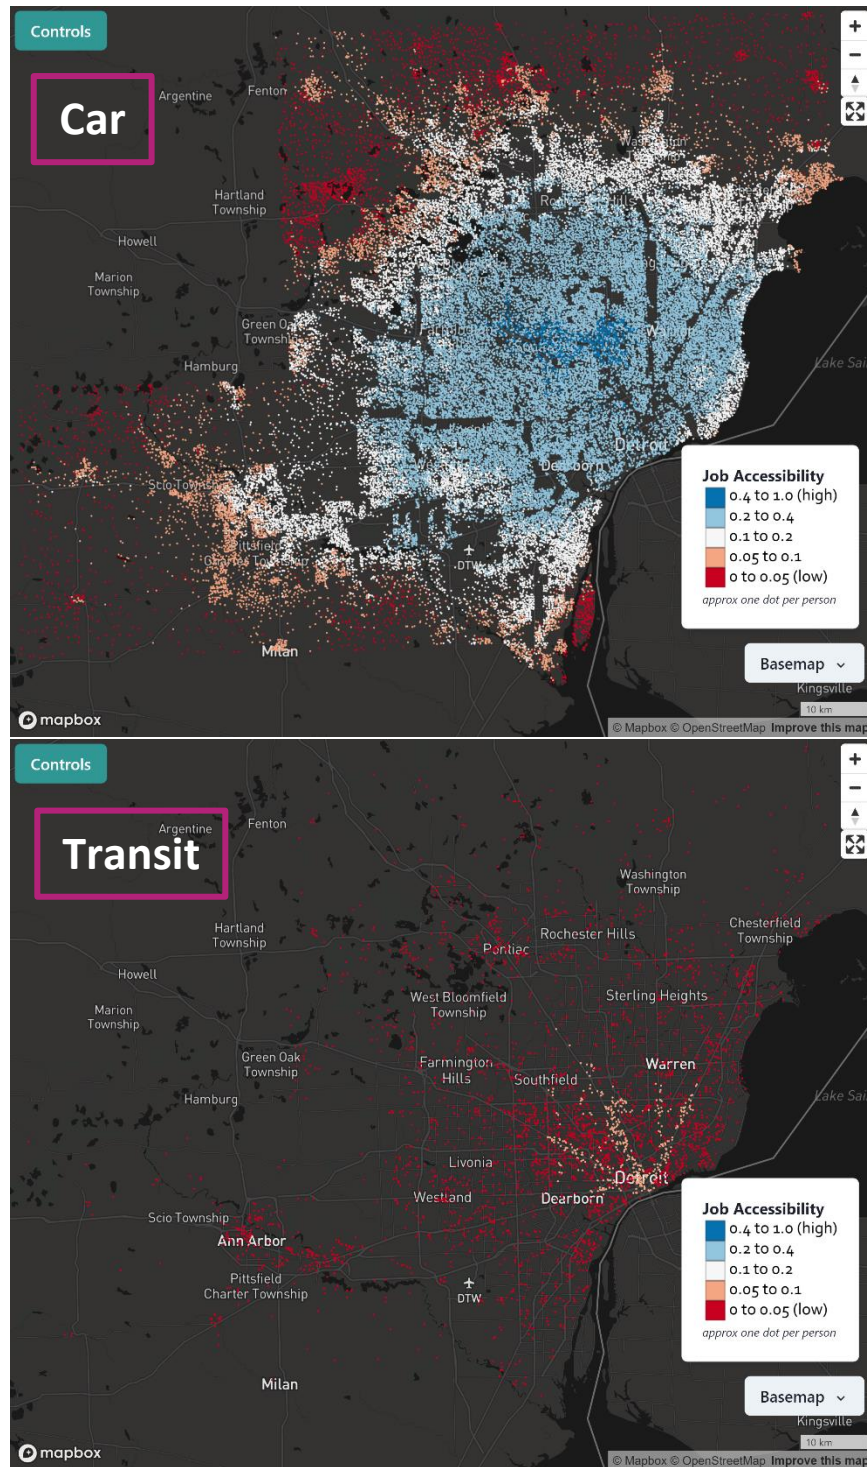 Controls
Car
Argentine
Fenton
Hartland
Township
Howell
Marion
Township
Green Oak
Township
Hamburg
Warren
Lake Sai
Detroit
Dearborn
Scio Township
Pittsfield
Charter Township
DTW
Milan
Job Accessibility
0.4 to 1.0 (high)
0.2 to 0.4
0.1 to 0.2
0.05 to 0.1
0 to 0.05 (low)
approx one dot per person
Basemap
Kingsville
10 km
mapbox
© Mapbox © OpenStreetMap Improve this map
Controls
Transit
Argentine
Fenton
Washington
Township
Hartland
Township
Rochester Hills
Chesterfield
Township
Pontiac
Howell
West Bloomfield
Township
Sterling Heights
Marion
Township
Green Oak
Township
Farmington
Hills
Southfield
Warren
Hamburg
Lake Sai
Livonia
Detroit
Westland
Dearborn
Scio Township
Ann Arbor
Pittsfield
Charter Township
DTW
Milan
Job Accessibility
0.4 to 1.0 (high)
0.2 to 0.4
0.1 to 0.2
0.05 to 0.1
0 to 0.05 (low)
approx one dot per person
Basemap
Kingsville
10 km
mapbox
© Mapbox © OpenStreetMap Improve this map